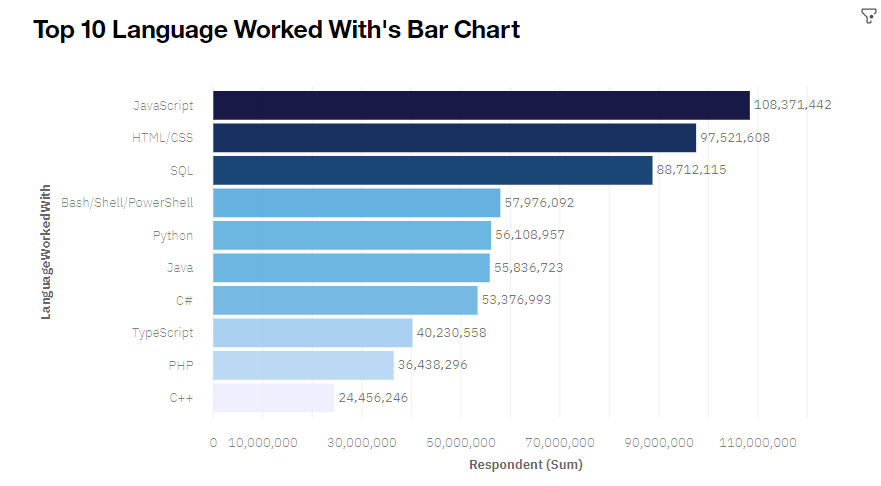 Top 10 Language Worked With's Bar Chart
LanguageWorkedWith
JavaScript 108,371,442
HTML/CSS 97,521,608
SQL 88,712,115
Bash/Shell/PowerShell 57,976,092
Python 56,108,957
Java 55,836,723
C# 53,376,993
TypeScript 40,230,558
PHP 36,438,296
C++ 24,456,246
0 10,000,000 30,000,000 50,000,000 70,000,000 90,000,000 110,000,000
Respondent (Sum)